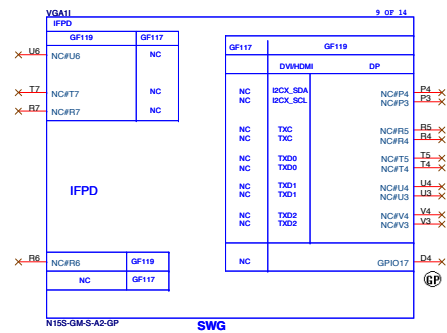 VGA1I 9 OF 14
IFPD
GF119 GF117
GF117 GF119
U6 NC#U6 NC
DVI/HDMI DP
T7 NC#T7 NC
NC I2CX_SDA NC#P4 P4
NC I2CX_SCL NC#P3 P3
R7 NC#R7 NC
NC TXC NC#R5 R5
NC TXC NC#R4 R4
NC TXD0 NC#T5 T5
NC TXD0 NC#T4 T4
IFPD
NC TXD1 NC#U4 U4
NC TXD1 NC#U3 U3
NC TXD2 NC#V4 V4
NC TXD2 NC#V3 V3
R6 NC#R6 GF119
NC GPIO17 D4
NC GF117
GP
N15S-GM-S-A2-GP
SWG